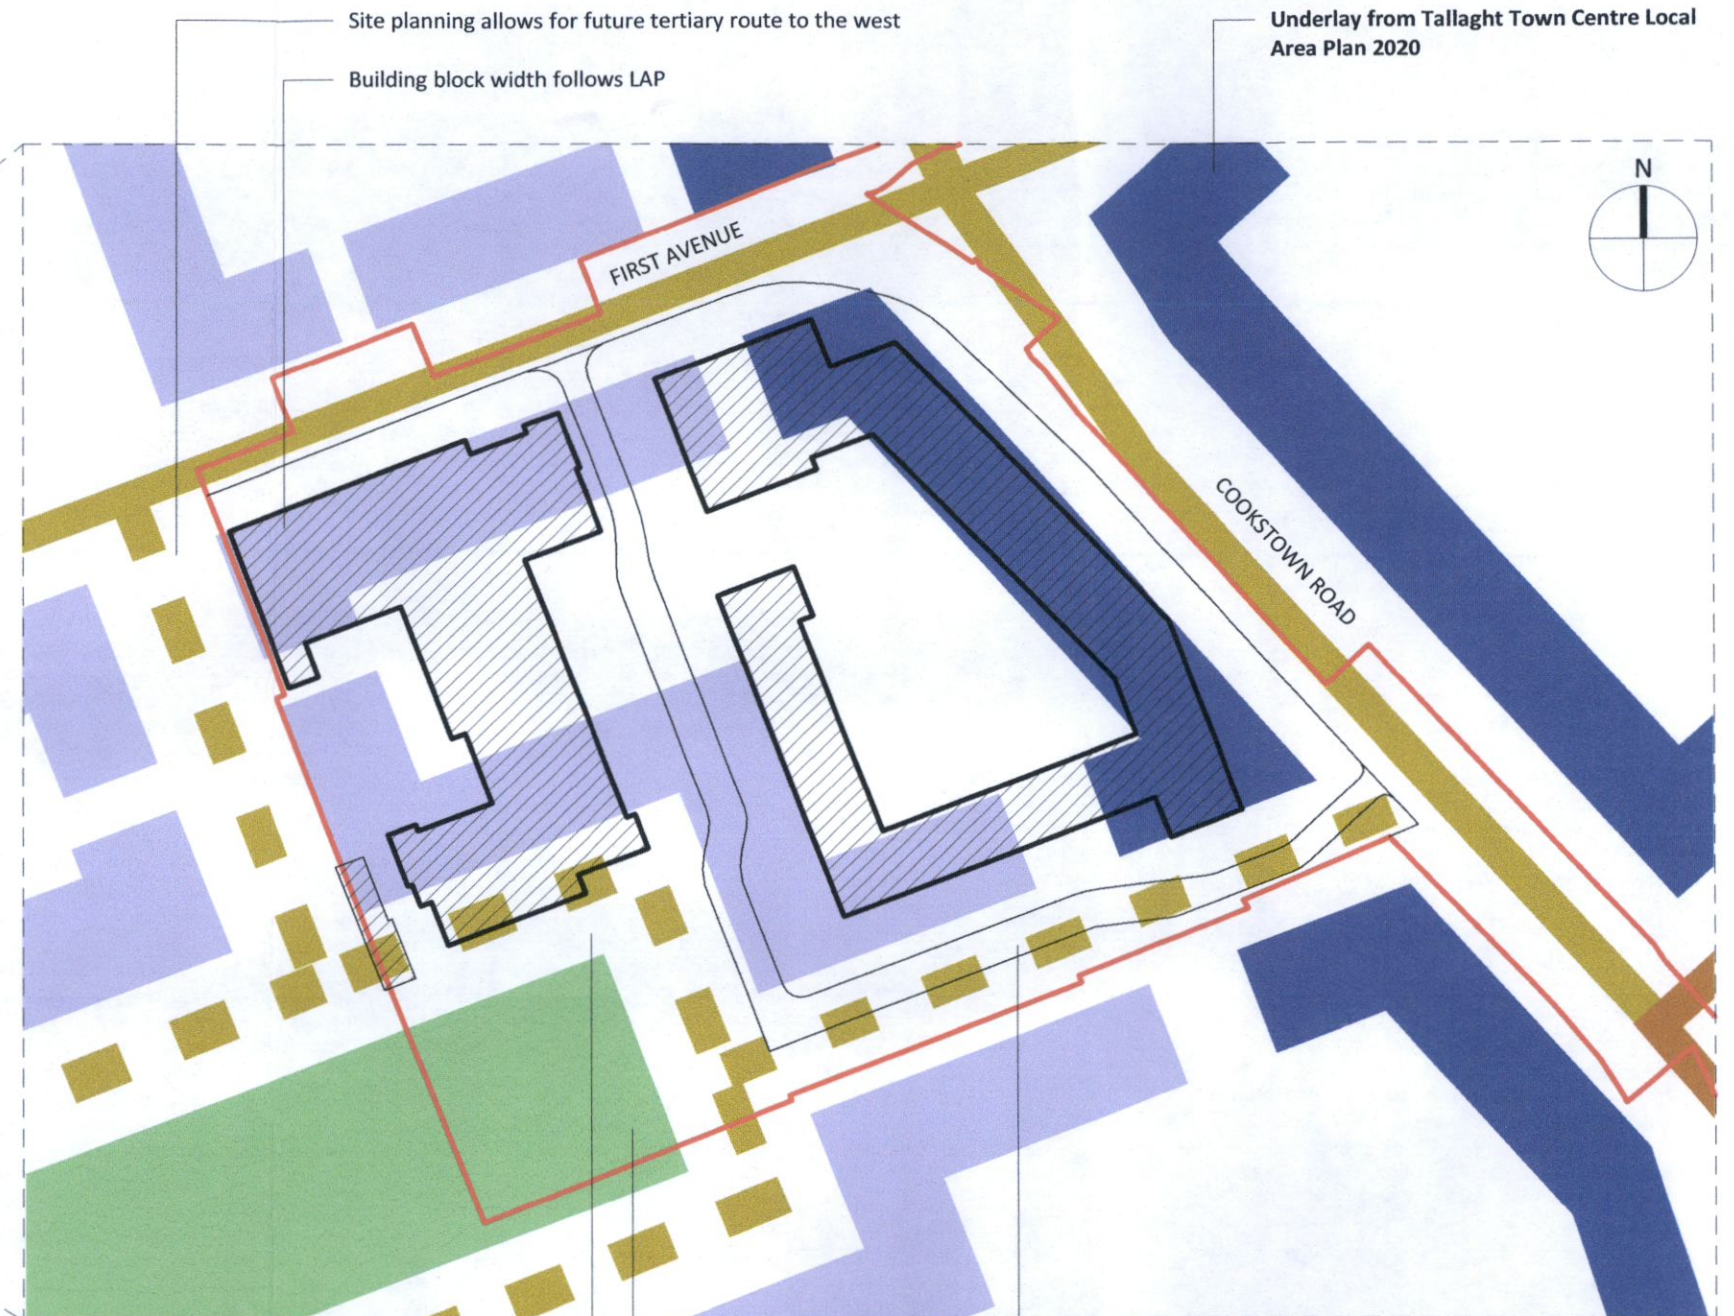 Site planning allows for future tertiary route to the west
Underlay from Tallaght Town Centre Local
Area Plan 2020
Building block width follows LAP
N
FIRST AVENUE
COOKSTOWN ROAD